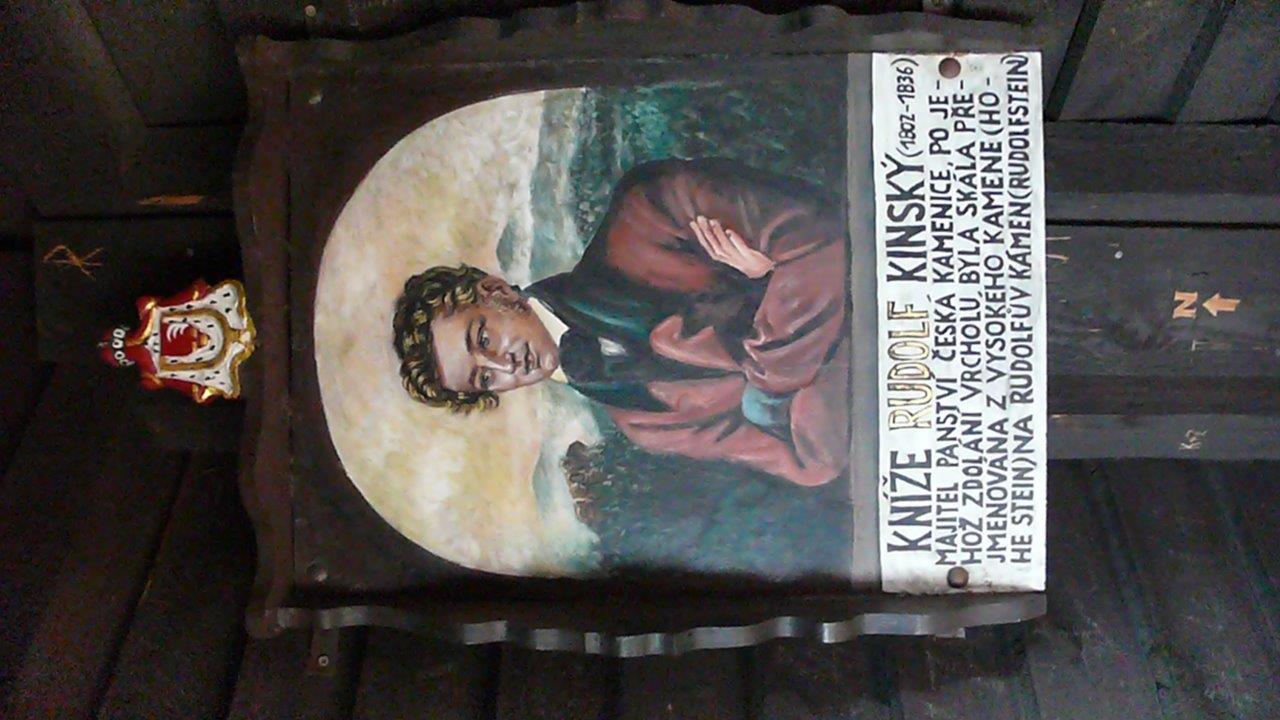 KNÍŽE RUDOLF KINSKÝ (1802-1836)
MAJITEL PANSTVÍ ČESKÁ KAMENICE, PO JE-
HOŽ ZDOLÁNÍ VRCHOLU BYLA SKÁLA PŘE-
JMENOVÁNA Z VYSOKÉHO KAMENE (HO-
HE STEIN) NA RUDOLFŮV KÁMEN (RUDOLFSTEIN)
N